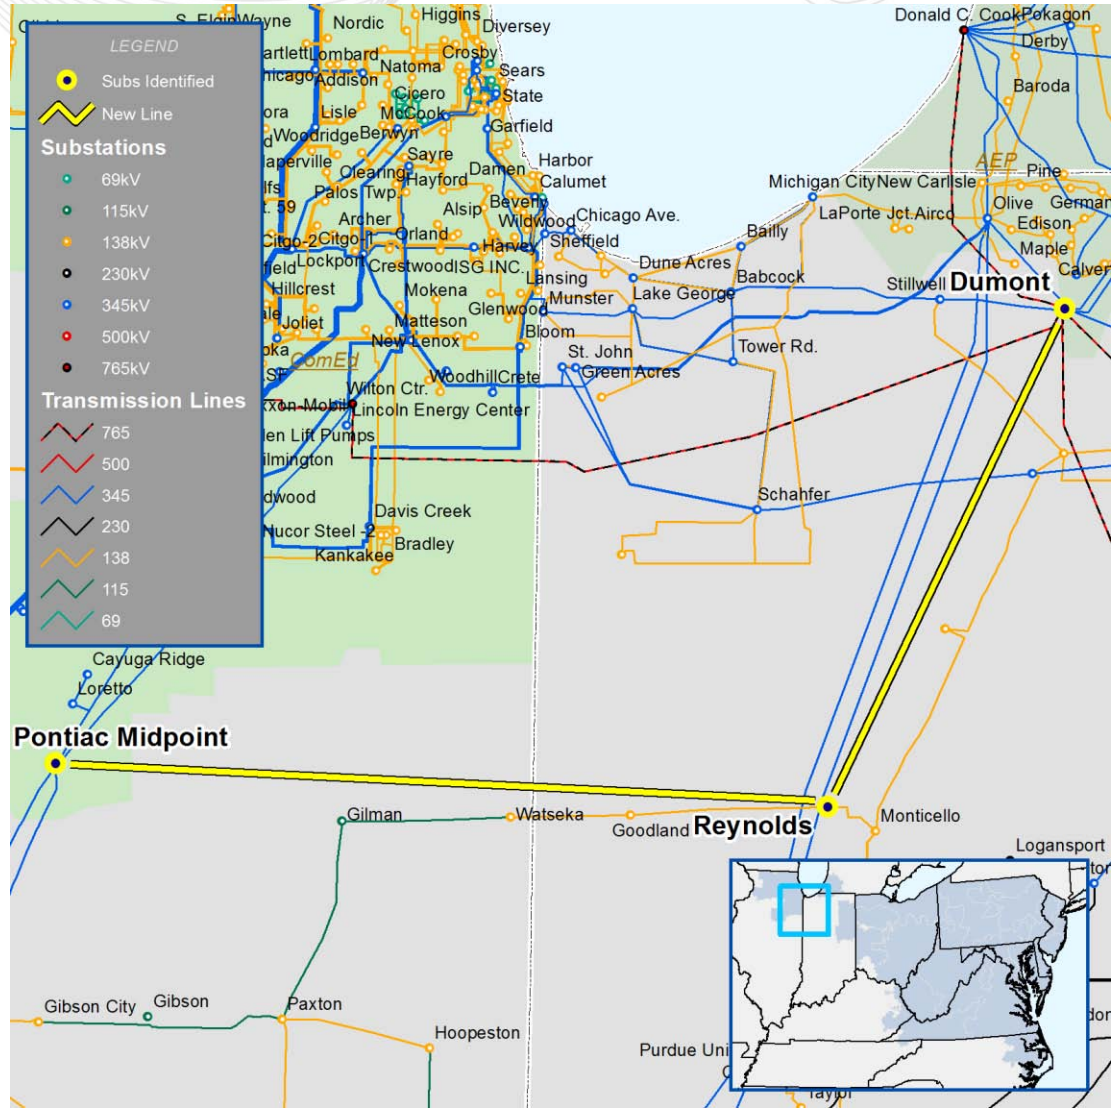 LEGEND
Subs Identified
New Line
Substations
69kV
115kV
138kV
230kV
345kV
500kV
765kV
Transmission Lines
765
500
345
230
138
115
69
Nordic
Higgins
Diversey
Lombard
Crosby
Natoma
Addison
Sears
Cicero
State
Lisle
McCook
Woodridge
Berwyn
Garfield
Sayre
Clearing
Hayford
Damen
Harbor
Calumet
Palos Twp.
Alsip
Beverly
Wildwood
Chicago Ave.
Archer
Citgo-2
Citgo-1
Orland
Harvey
Sheffield
Lockport
Crestwood
ISG INC.
Lansing
Hillcrest
Mokena
Glenwood
Munster
Joliet
Matteson
Bloom
New Lenox
ComEd
Woodhill
Crete
Wilton Ctr.
Lincoln Energy Center
Davis Creek
Nucor Steel -2
Bradley
Kankakee
Donald C. Cook
Pokagon
Derby
Baroda
AEP
Michigan City
New Carlisle
Pine
LaPorte Jct.
Airco
Olive
German
Edison
Bailly
Maple
Dune Acres
Babcock
Lake George
Stillwell
Dumont
St. John
Green Acres
Tower Rd.
Schahfer
Cayuga Ridge
Loretto
Pontiac Midpoint
Gilman
Watseka
Goodland
Reynolds
Monticello
Logansport
Gibson City
Gibson
Paxton
Hoopeston
Purdue Uni